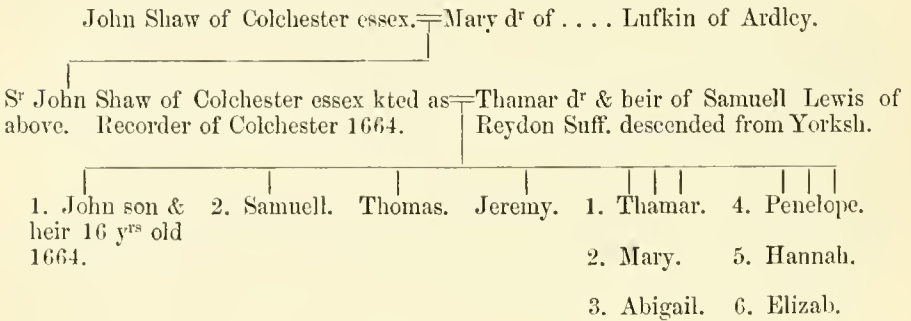 John Shaw of Colchester essex.=Mary dʳ of . . . . Lufkin of Ardley.
Sʳ John Shaw of Colchester essex kted as=Thamar dʳ & heir of Samuell Lewis of
above. Recorder of Colchester 1664. Reydon Suff. descended from Yorksh.
1. John son & 2. Samuell. Thomas. Jeremy. 1. Thamar. 4. Penelope.
heir 16 yʳˢ old
1664.
2. Mary. 5. Hannah.
3. Abigail. 6. Elizab.